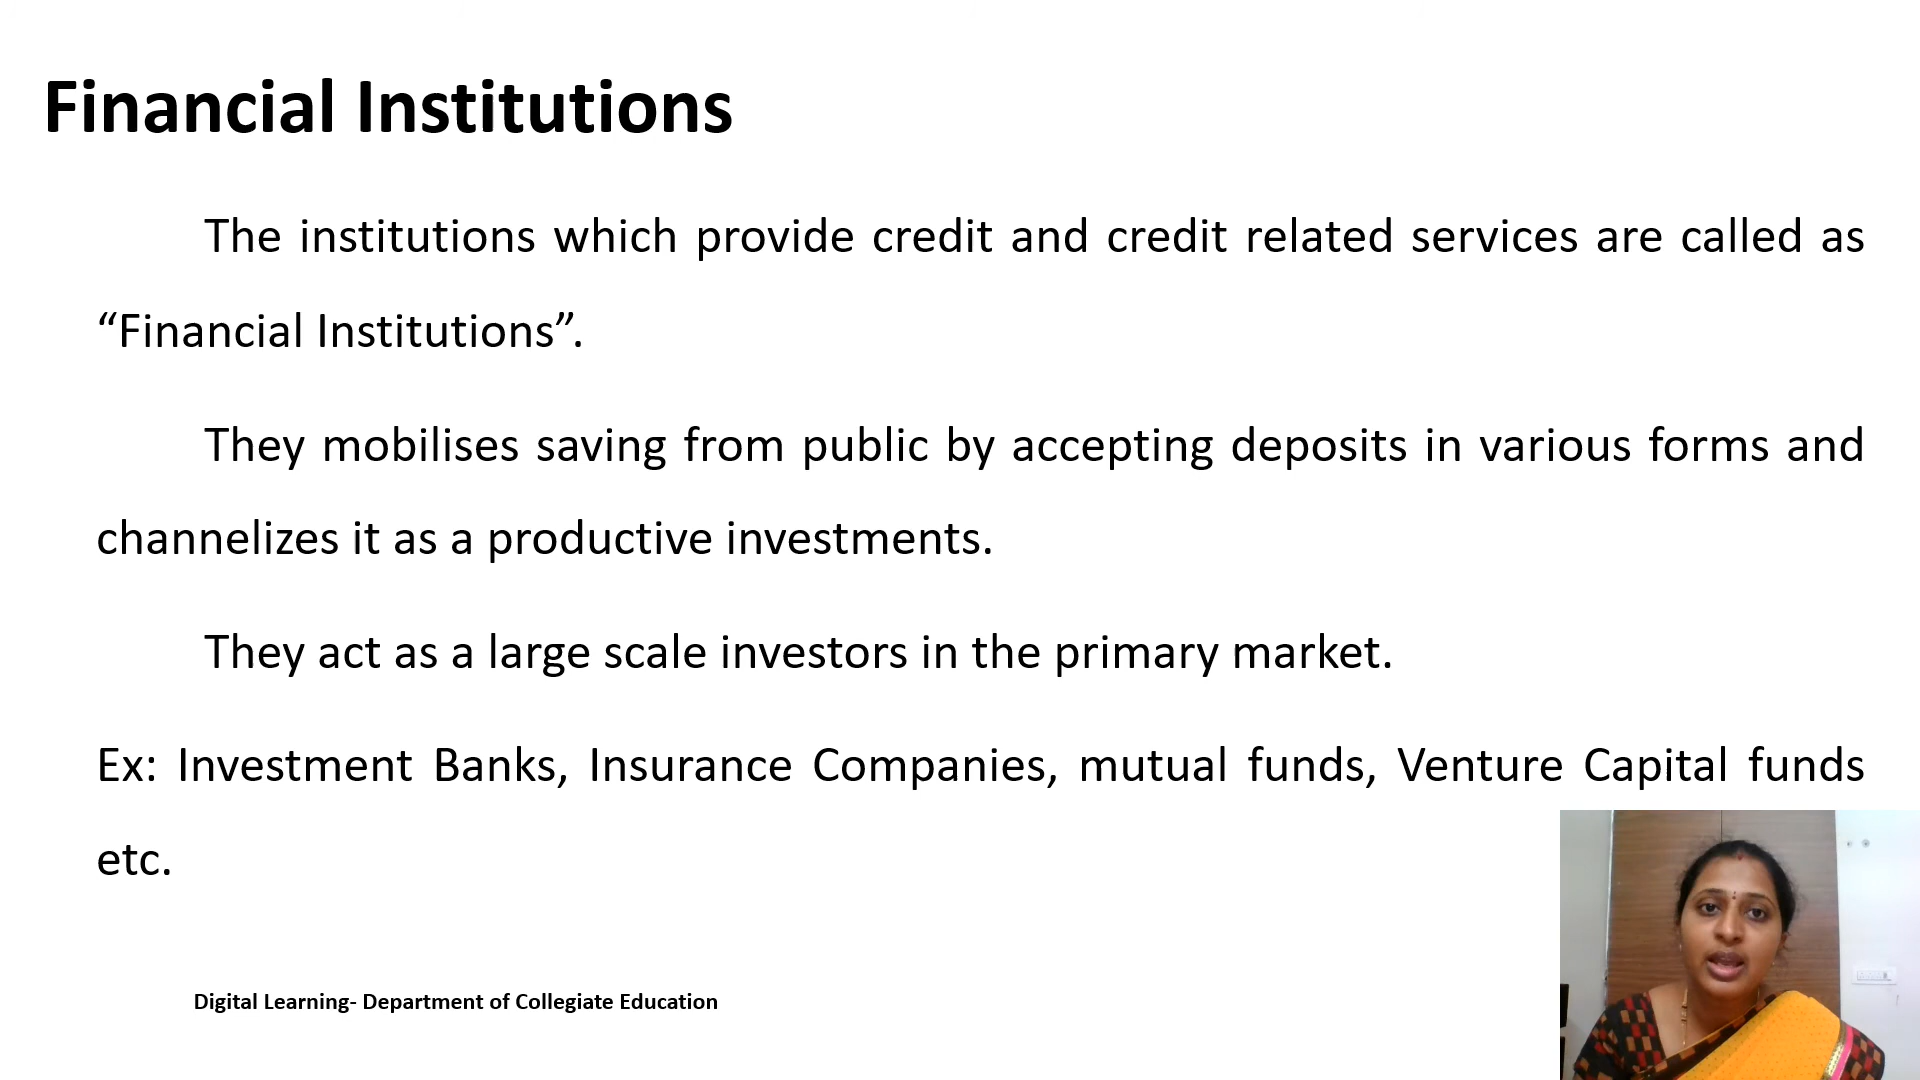 Financial Institutions
The institutions which provide credit and credit related services are called as
“Financial Institutions”.
They mobilises saving from public by accepting deposits in various forms and
channelizes it as a productive investments.
They act as a large scale investors in the primary market.
Ex: Investment Banks, Insurance Companies, mutual funds, Venture Capital funds
etc.
Digital Learning- Department of Collegiate Education